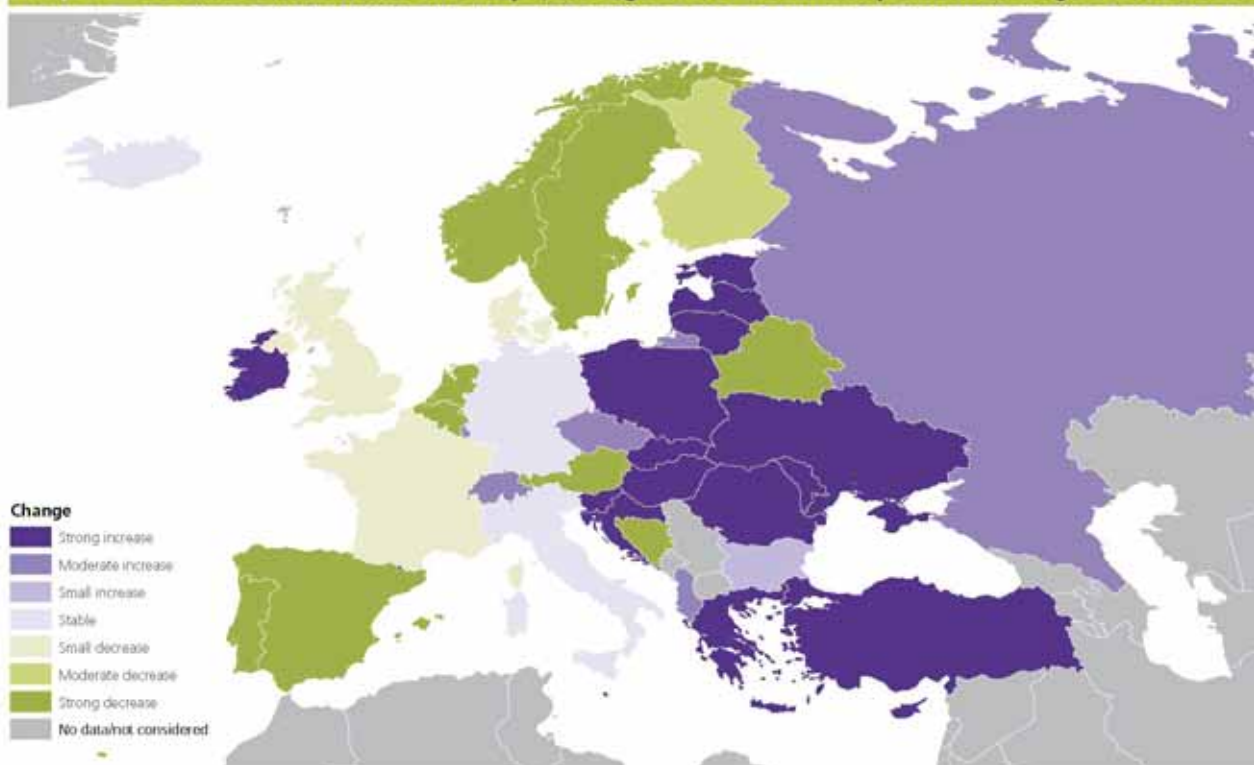 Change
Strong increase
Moderate increase
Small increase
Stable
Small decrease
Moderate decrease
Strong decrease
No data/not considered